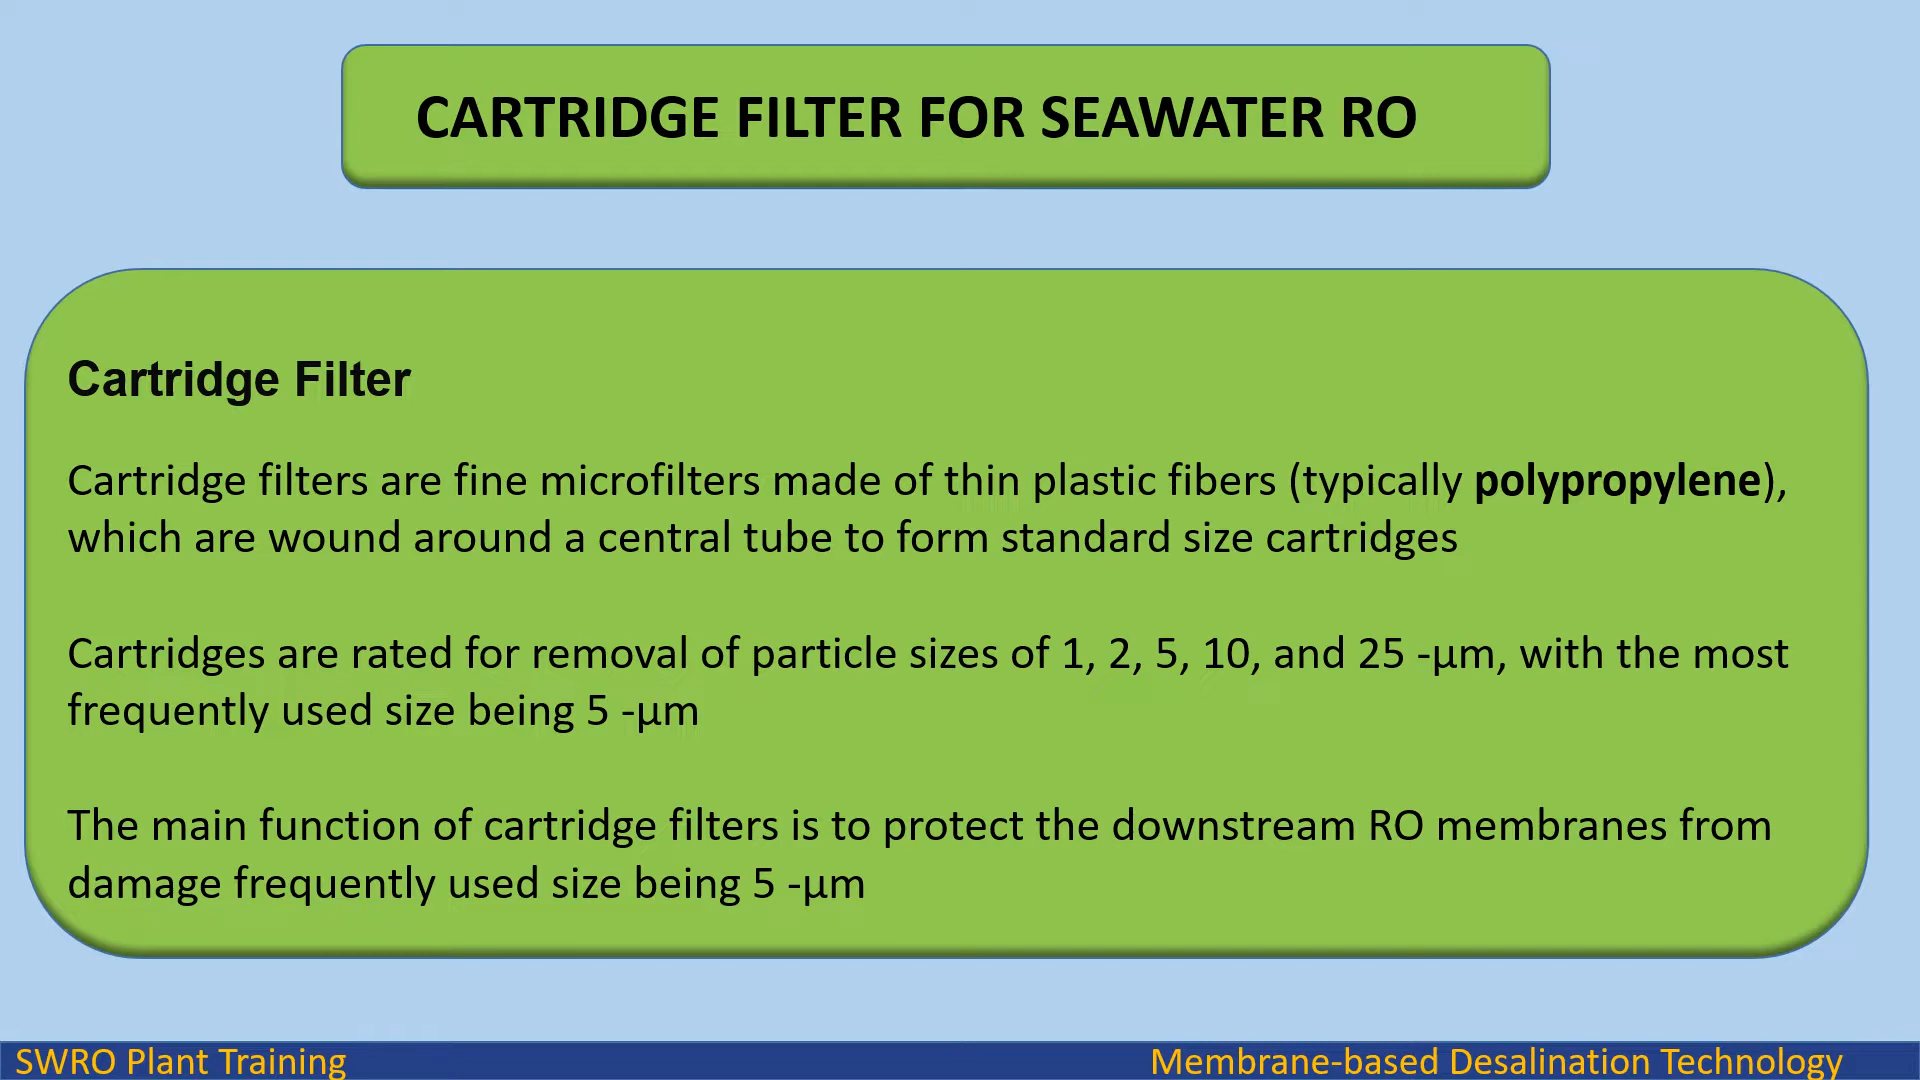 CARTRIDGE FILTER FOR SEAWATER RO
Cartridge Filter
Cartridge filters are fine microfilters made of thin plastic fibers (typically polypropylene),
which are wound around a central tube to form standard size cartridges
Cartridges are rated for removal of particle sizes of 1, 2, 5, 10, and 25 -μm, with the most
frequently used size being 5 -μm
The main function of cartridge filters is to protect the downstream RO membranes from
damage frequently used size being 5 -μm
SWRO Plant Training
Membrane-based Desalination Technology